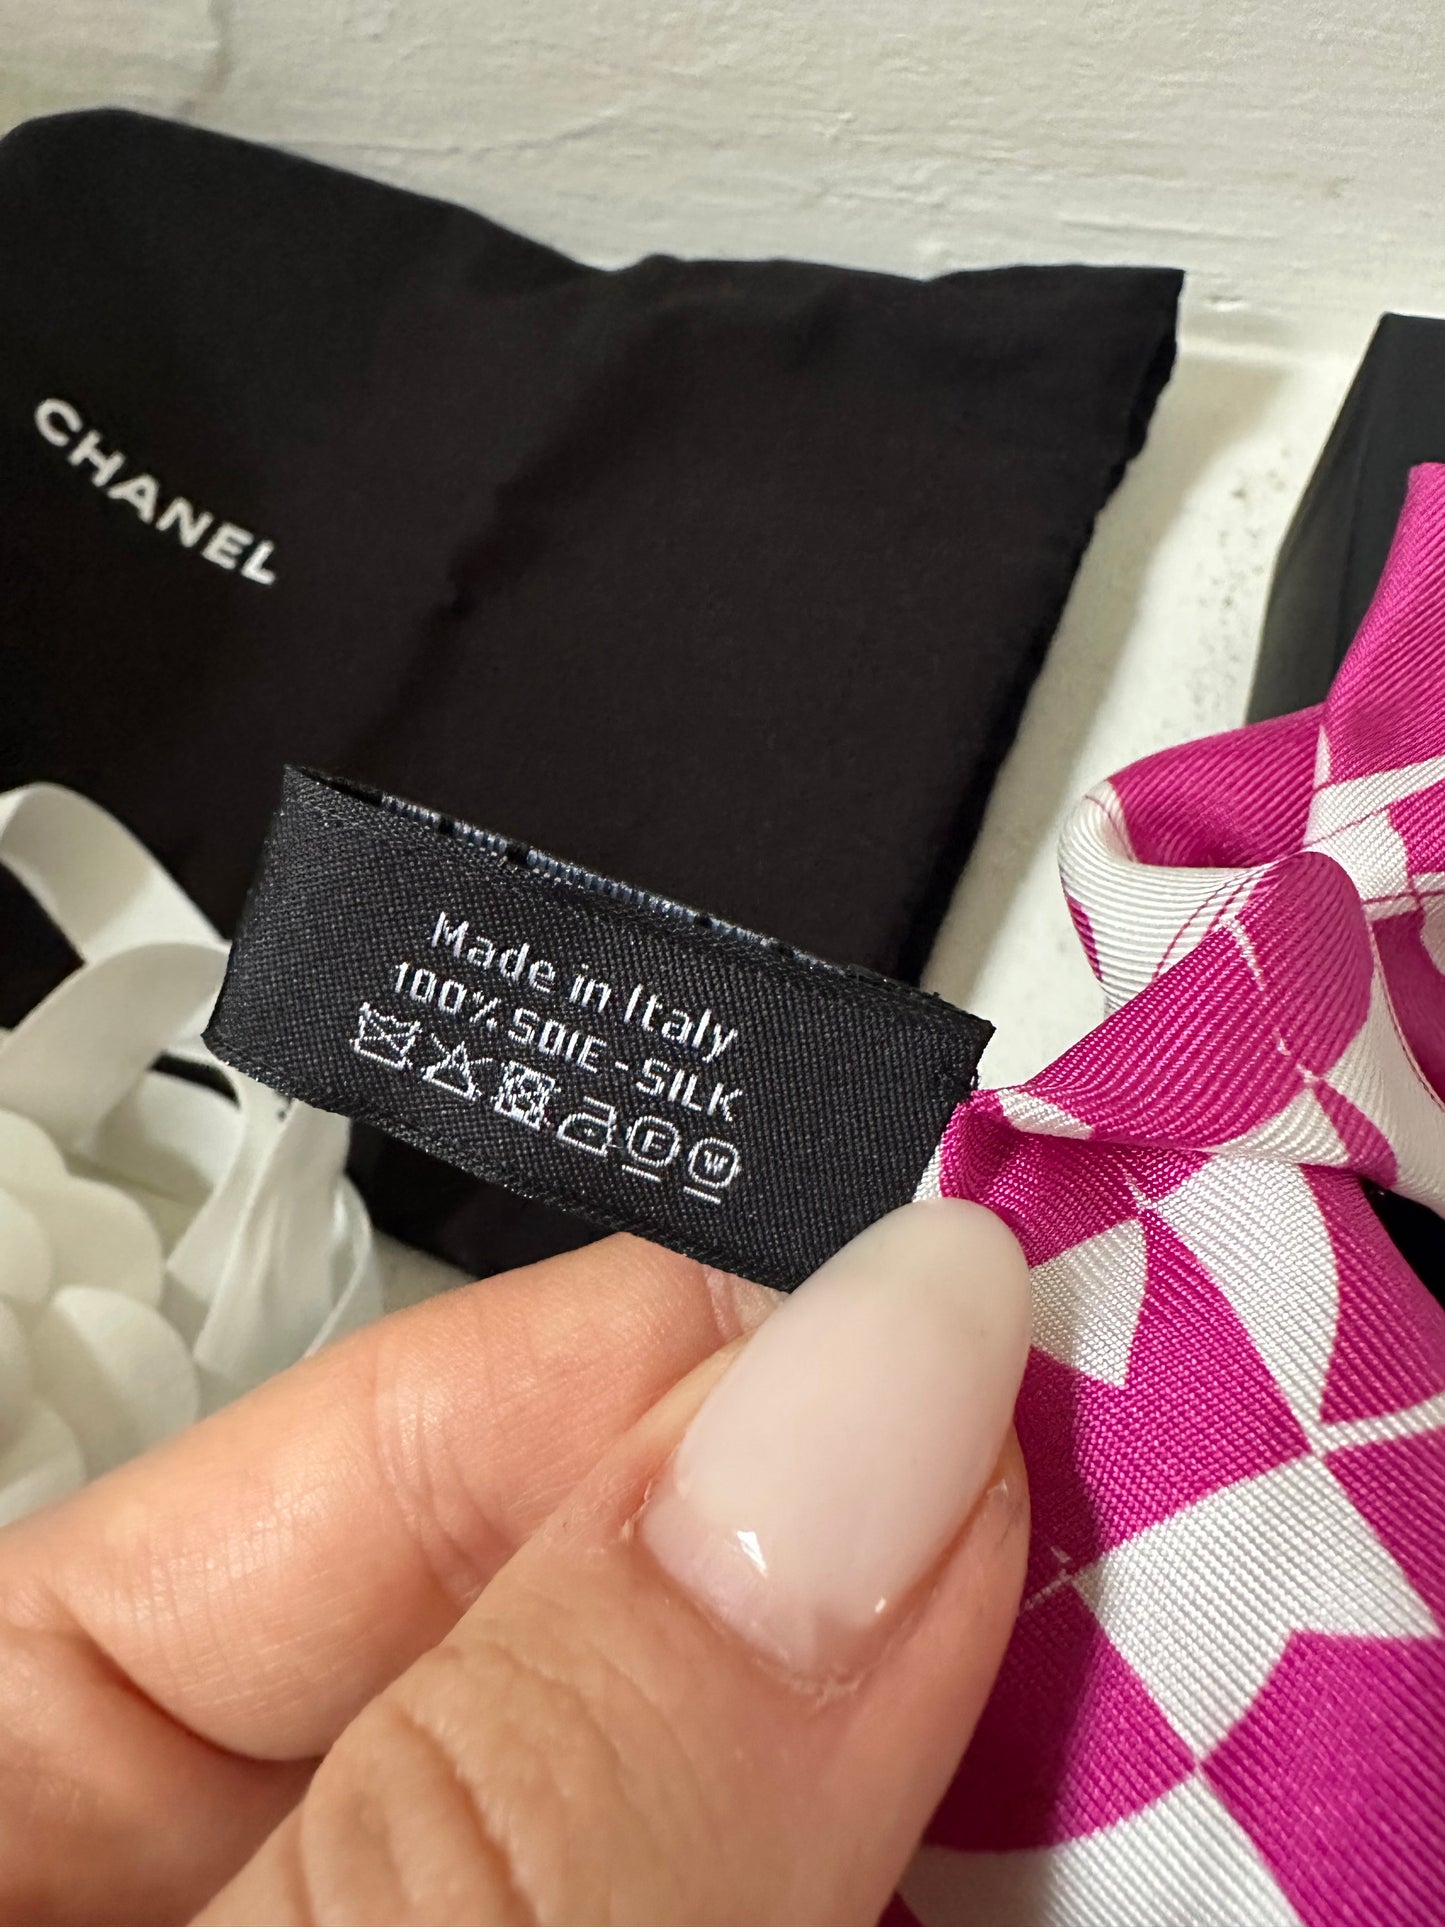 CHANEL
Made in Italy
100% SOIE - SILK
F W